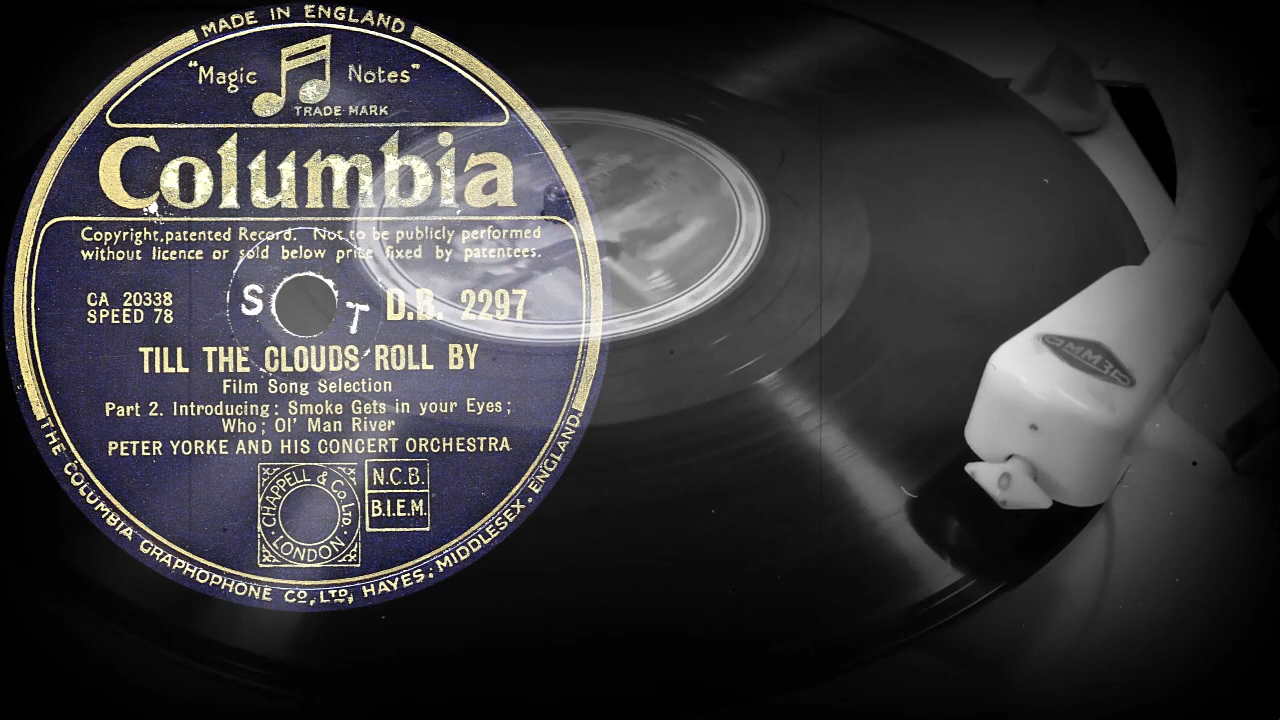 MADE IN ENGLAND
"Magic Notes"
TRADE MARK
Columbia
Copyright, patented Record. Not to be publicly performed
without licence or sold below price fixed by patentees.
CA 20338
SPEED 78
S T
D.B. 2297
TILL THE CLOUDS ROLL BY
Film Song Selection
Part 2. Introducing: Smoke Gets in your Eyes;
Who; Ol' Man River
PETER YORKE AND HIS CONCERT ORCHESTRA
CHAPPELL & Co. LTD.
LONDON
N.C.B.
B.I.E.M.
THE COLUMBIA GRAPHOPHONE CO., LTD, HAYES, MIDDLESEX. ENGLAND.